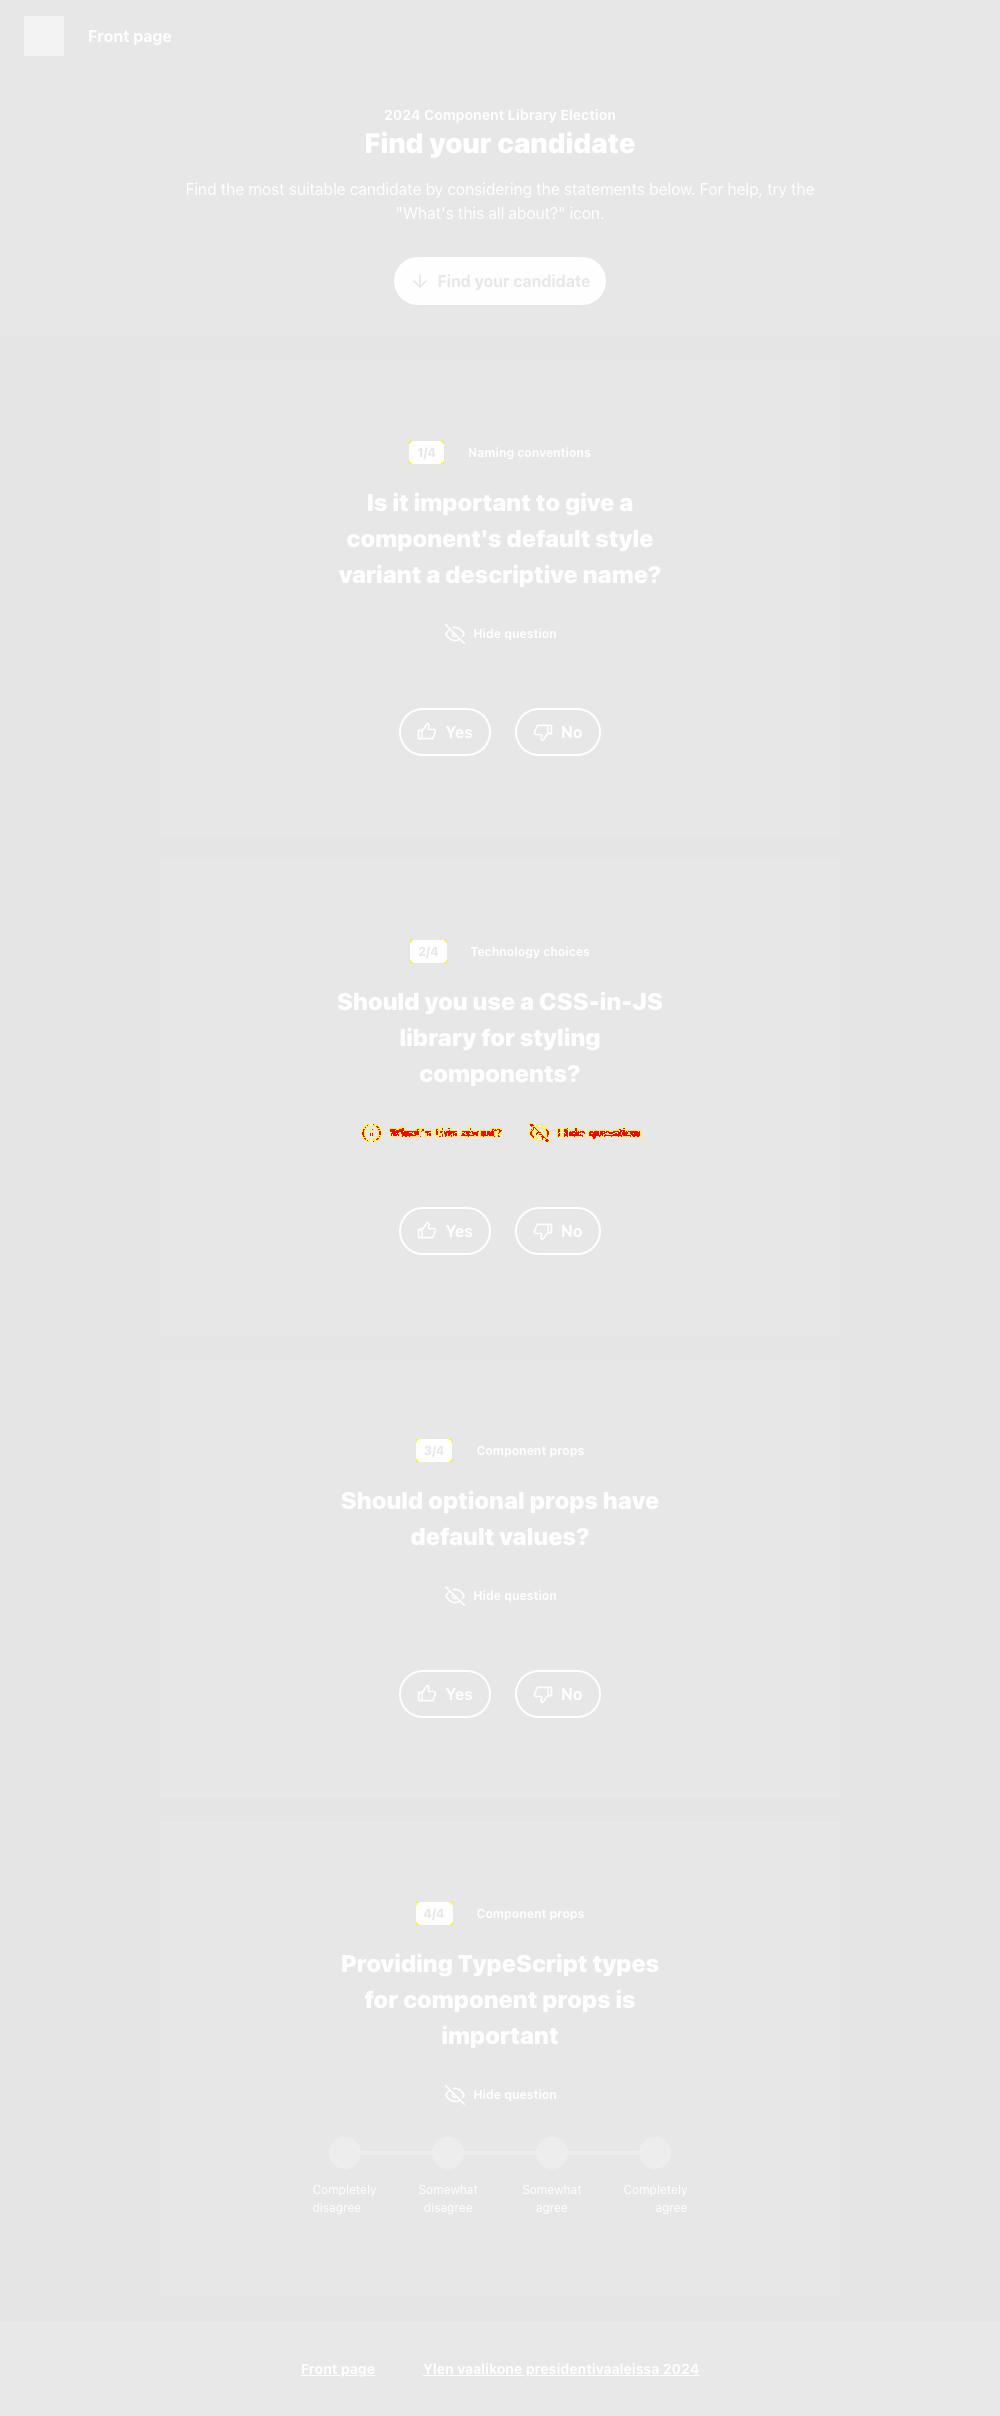 Front page
2024 Component Library Election
Find your candidate
Find the most suitable candidate by considering the statements below. For help, try the
"What's this all about?" icon.
Find your candidate
1/4 Naming conventions
Is it important to give a
component's default style
variant a descriptive name?
Hide question
Yes No
2/4 Technology choices
Should you use a CSS-in-JS
library for styling
components?
What's this about? Hide question
Yes No
3/4 Component props
Should optional props have
default values?
Hide question
Yes No
4/4 Component props
Providing TypeScript types
for component props is
important
Hide question
Completely Somewhat Somewhat Completely
disagree disagree agree agree
Front page Ylen vaalikone presidentivaaleissa 2024